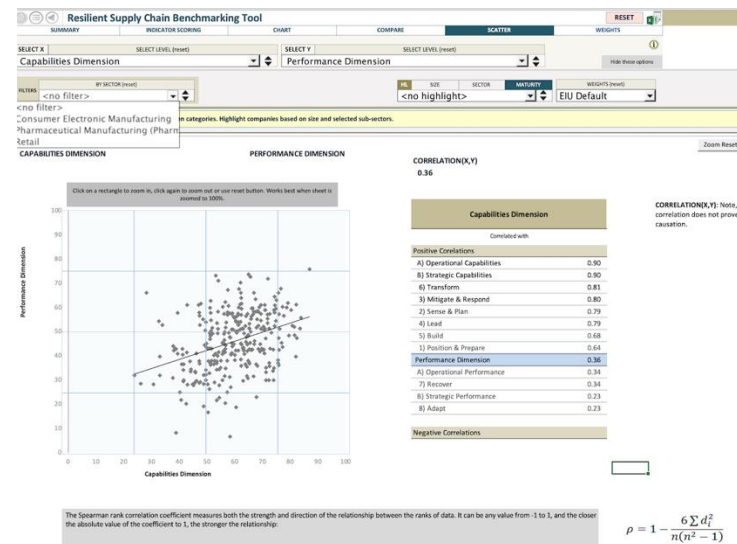 Resilient Supply Chain Benchmarking Tool
RESET
SUMMARY INDICATOR SCORING CHART COMPARE SCATTER WEIGHTS
SELECT X SELECT LEVEL (reset) SELECT Y SELECT LEVEL (reset)
Capabilities Dimension Performance Dimension Hide these options
FILTERS BY SECTOR (reset) HL SIZE SECTOR MATURITY WEIGHTS (reset)
<no filter> <no highlight> EIU Default
<no filter>
Consumer Electronic Manufacturing
Pharmaceutical Manufacturing (Pharm
Retail
n categories. Highlight companies based on size and selected sub-sectors.
Zoom Reset
CAPABILITIES DIMENSION PERFORMANCE DIMENSION
CORRELATION(X,Y)
0.36
Click on a rectangle to zoom in, click again to zoom out or use reset button. Works best when sheet is
zoomed to 100%.
CORRELATION(X,Y): Note,
correlation does not prove
causation.
Capabilities Dimension
Correlated with
Positive Corelations
A) Operational Capabilities 0.90
B) Strategic Capabilities 0.90
6) Transform 0.81
3) Mitigate & Respond 0.80
2) Sense & Plan 0.79
4) Lead 0.79
5) Build 0.68
1) Position & Prepare 0.64
Performance Dimension 0.36
A) Operational Performance 0.34
7) Recover 0.34
B) Strategic Performance 0.23
8) Adapt 0.23
Negative Correlations
Performance Dimension
100
90
80
70
60
50
40
30
20
10
0
0 10 20 30 40 50 60 70 80 90 100
Capabilities Dimension
The Spearman rank correlation coefficient measures both the strength and direction of the relationship between the ranks of data. It can be any value from -1 to 1, and the closer
the absolute value of the coefficient to 1, the stronger the relationship:
ρ = 1 − 6 ∑ d_i^2 / n(n^2 − 1)